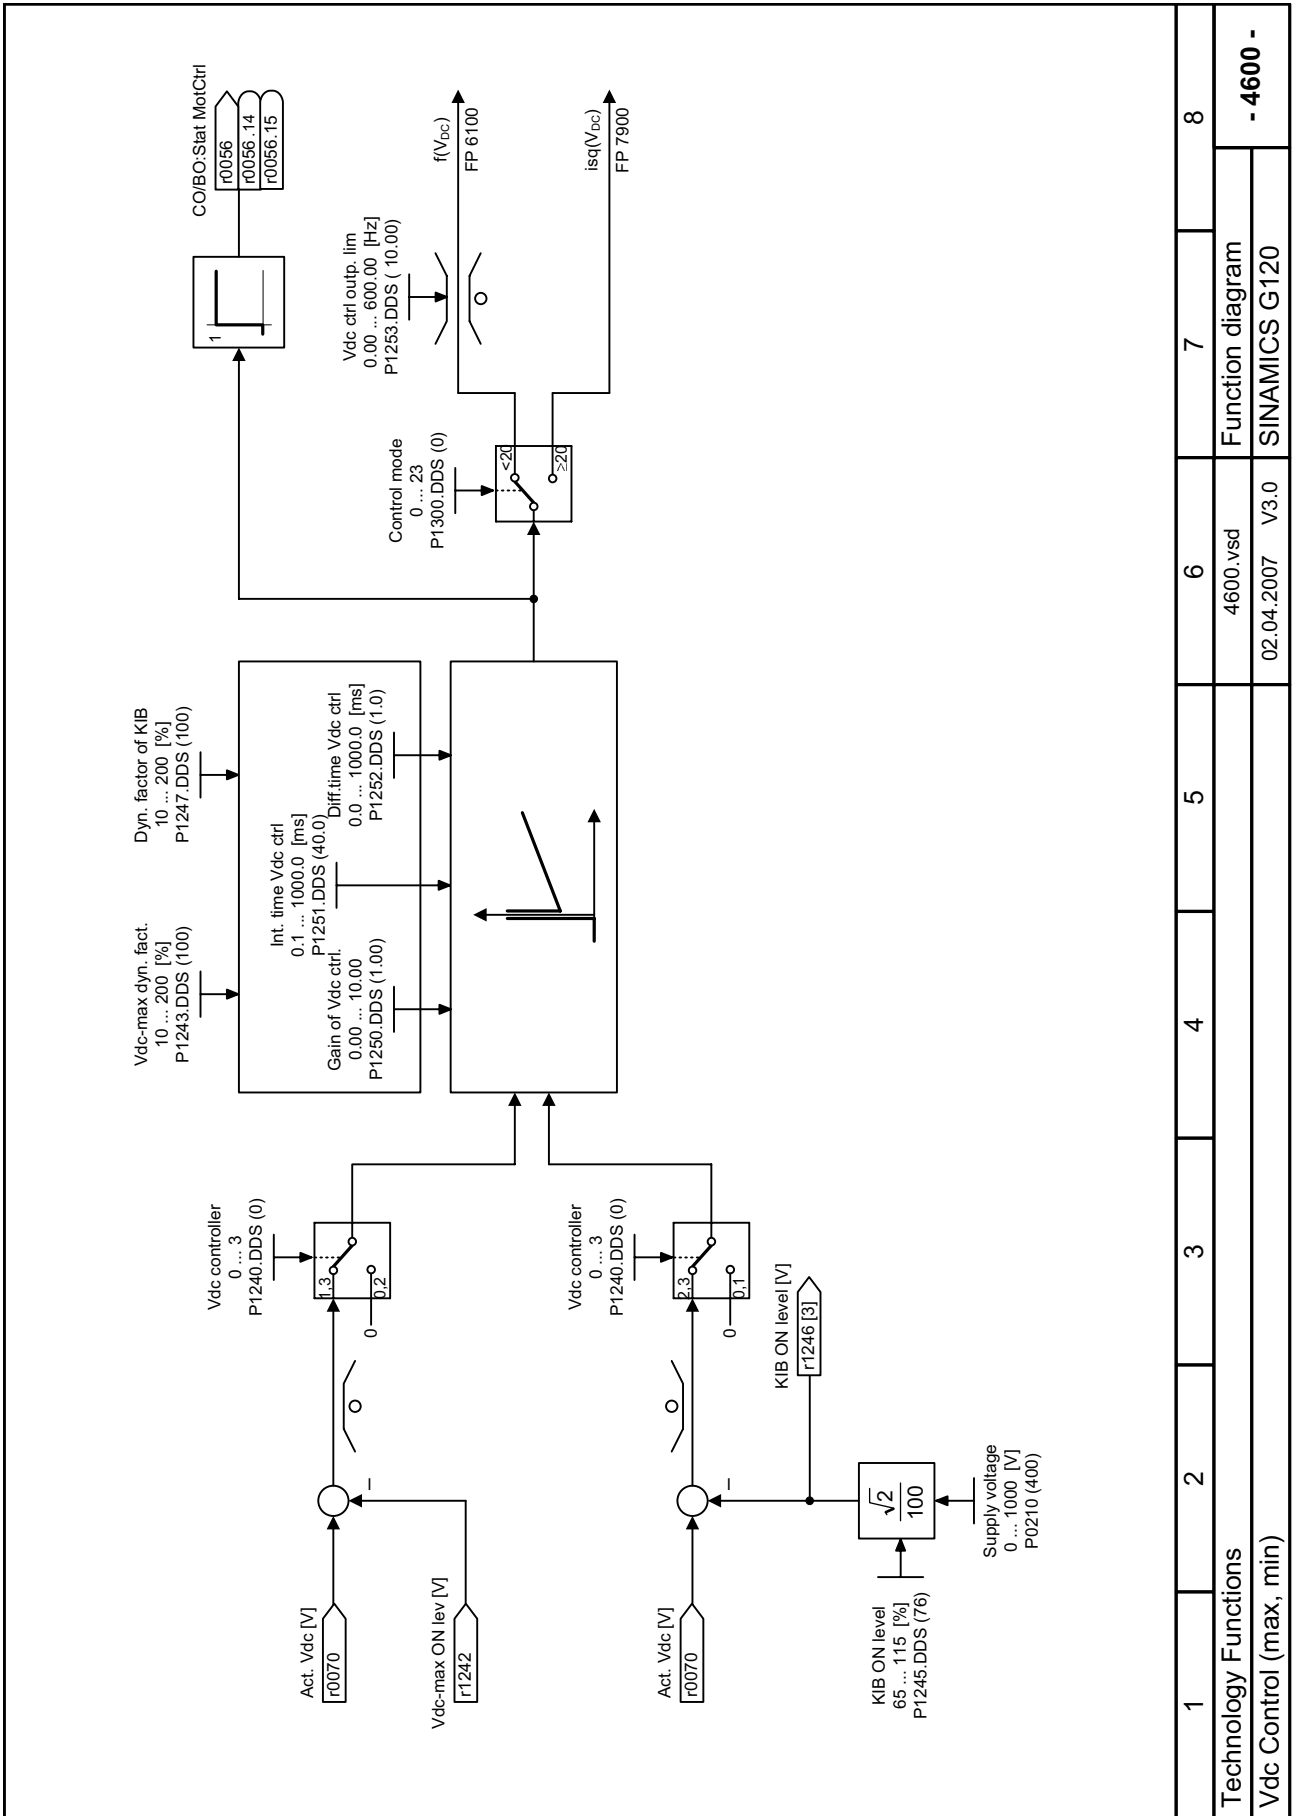 CO/BO:Stat MotCtrl
r0056
r0056 .14
r0056.15
1
Dyn. factor of KIB
10 ... 200 [%]
P1247.DDS (100)
Vdc-max dyn. fact.
10 ... 200 [%]
P1243.DDS (100)
Int. time Vdc ctrl
0.1 ... 1000.0 [ms]
P1251.DDS (40.0)
Gain of Vdc ctrl.
0.00 ... 10.00
P1250.DDS (1.00)
Diff.time Vdc ctrl
0.0 ... 1000.0 [ms]
P1252.DDS (1.0)
Vdc ctrl outp. lim
0.00 ... 600.00 [Hz]
P1253.DDS ( 10.00)
f(VDC)
FP 6100
isq(VDC)
FP 7900
Control mode
0 ... 23
P1300.DDS (0)
<20
≥20
Vdc controller
0 ... 3
P1240.DDS (0)
1,3
0,2
0
Act. Vdc [V]
r0070
–
Vdc-max ON lev [V]
r1242
Vdc controller
0 ... 3
P1240.DDS (0)
2,3
0,1
0
Act. Vdc [V]
r0070
–
KIB ON level [V]
r1246 [3]
√2
100
KIB ON level
65 ... 115 [%]
P1245.DDS (76)
Supply voltage
0 ... 1000 [V]
P0210 (400)
1 2 3 4 5 6 7 8
Technology Functions
Vdc Control (max, min)
4600.vsd
02.04.2007 V3.0
Function diagram
SINAMICS G120
- 4600 -